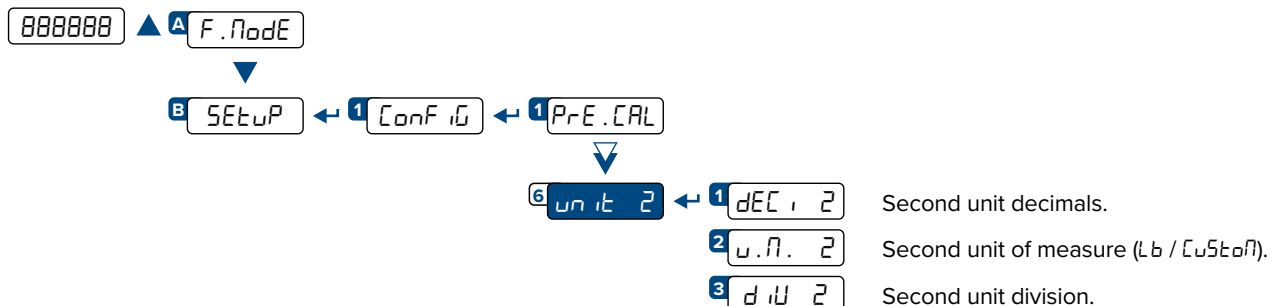 888888 A F.ModE
B SEtuP 1 ConFiG 1 PrE.CAL
6 unit 2 1 dECi 2 Second unit decimals.
2 u.M. 2 Second unit of measure (Lb / CuStoM).
3 diV 2 Second unit division.